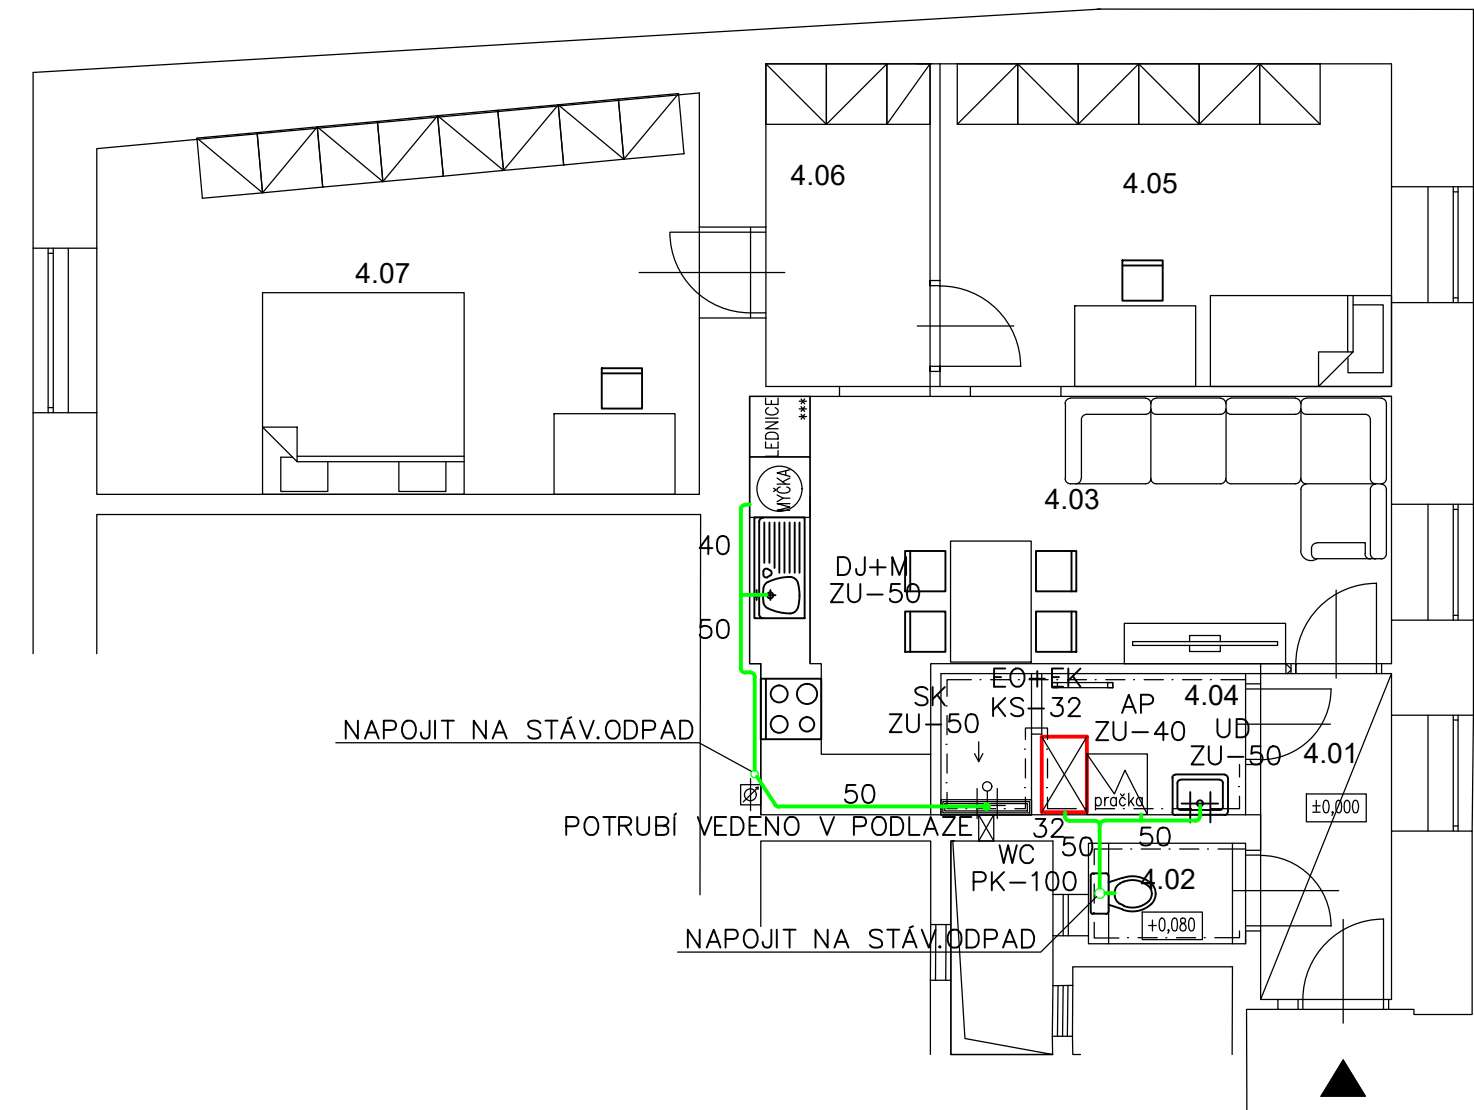 4.06
4.05
4.07
LEDNICE
***
MYČKA
4.03
40
DJ+M
ZU-50
50
EO+EK
KS-32
SK
ZU-50
AP
ZU-40
4.04
UD
ZU-50
4.01
NAPOJIT NA STÁV.ODPAD
50
pračka
±0,000
POTRUBÍ VEDENO V PODLAZE
32
50
50
WC
PK-100
4.02
+0,080
NAPOJIT NA STÁV.ODPAD